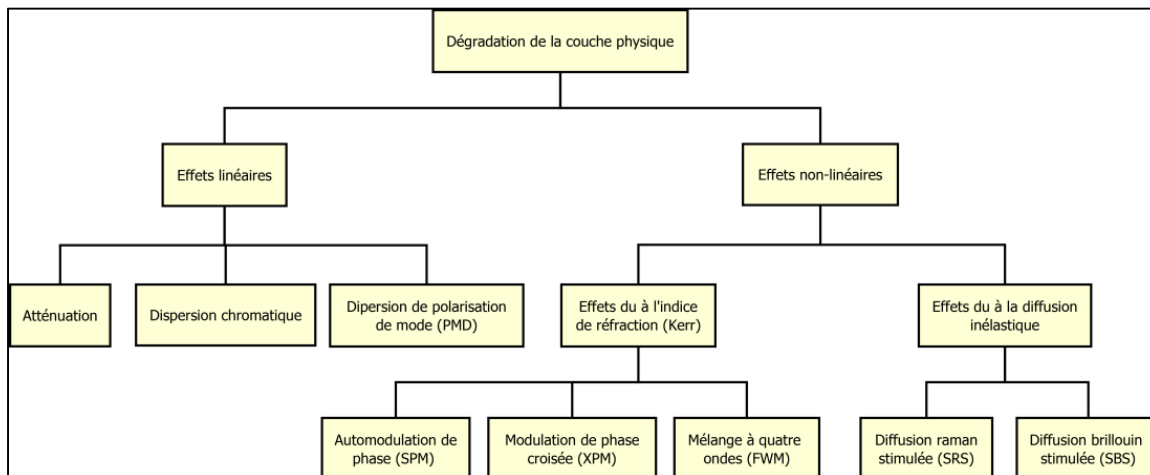 Dégradation de la couche physique
Effets linéaires
Effets non-linéaires
Atténuation
Dispersion chromatique
Dipersion de polarisation
de mode (PMD)
Effets du à l'indice
de réfraction (Kerr)
Effets du à la diffusion
inélastique
Automodulation de
phase (SPM)
Modulation de phase
croisée (XPM)
Mélange à quatre
ondes (FWM)
Diffusion raman
stimulée (SRS)
Diffusion brillouin
stimulée (SBS)